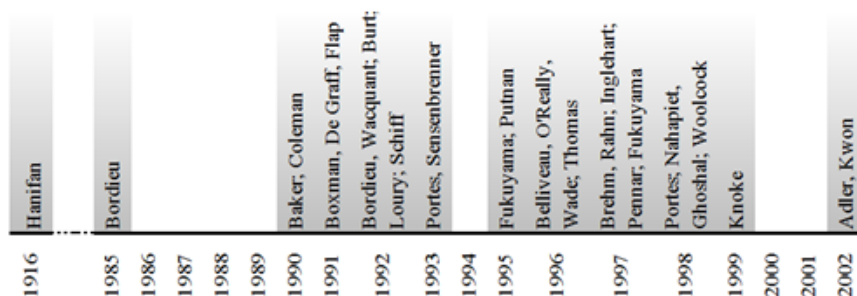 Hanifan
Bordieu
Baker; Coleman
Boxman, De Graff, Flap
Bordieu, Wacquant; Burt;
Loury; Schiff
Portes, Sensenbrenner
Fukuyama; Putnan
Belliveau, O'Really,
Wade; Thomas
Brehm, Rahn; Inglehart;
Pennar; Fukuyama
Portes; Nahapiet,
Ghoshal; Woolcock
Knoke
Adler, Kwon
1916
1985
1986
1987
1988
1989
1990
1991
1992
1993
1994
1995
1996
1997
1998
1999
2000
2001
2002